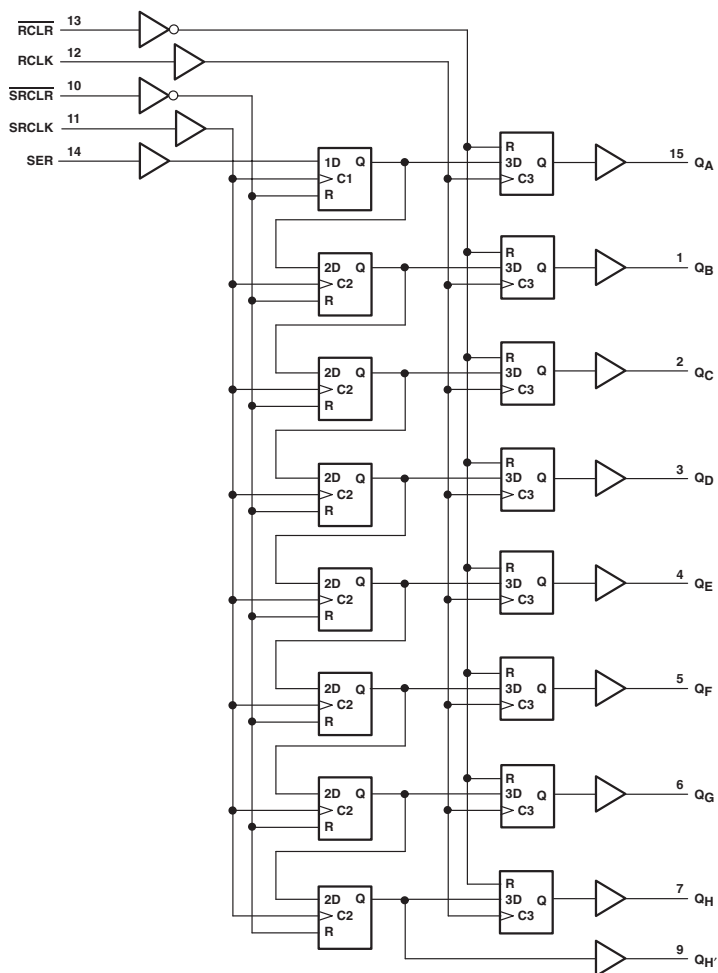 RCLR 13
RCLK 12
SRCLR 10
SRCLK 11
SER 14
1D Q
C1
R
R
3D Q
C3
15 QA
2D Q
C2
R
R
3D Q
C3
1 QB
2D Q
C2
R
R
3D Q
C3
2 QC
2D Q
C2
R
R
3D Q
C3
3 QD
2D Q
C2
R
R
3D Q
C3
4 QE
2D Q
C2
R
R
3D Q
C3
5 QF
2D Q
C2
R
R
3D Q
C3
6 QG
2D Q
C2
R
R
3D Q
C3
7 QH
9 QH′